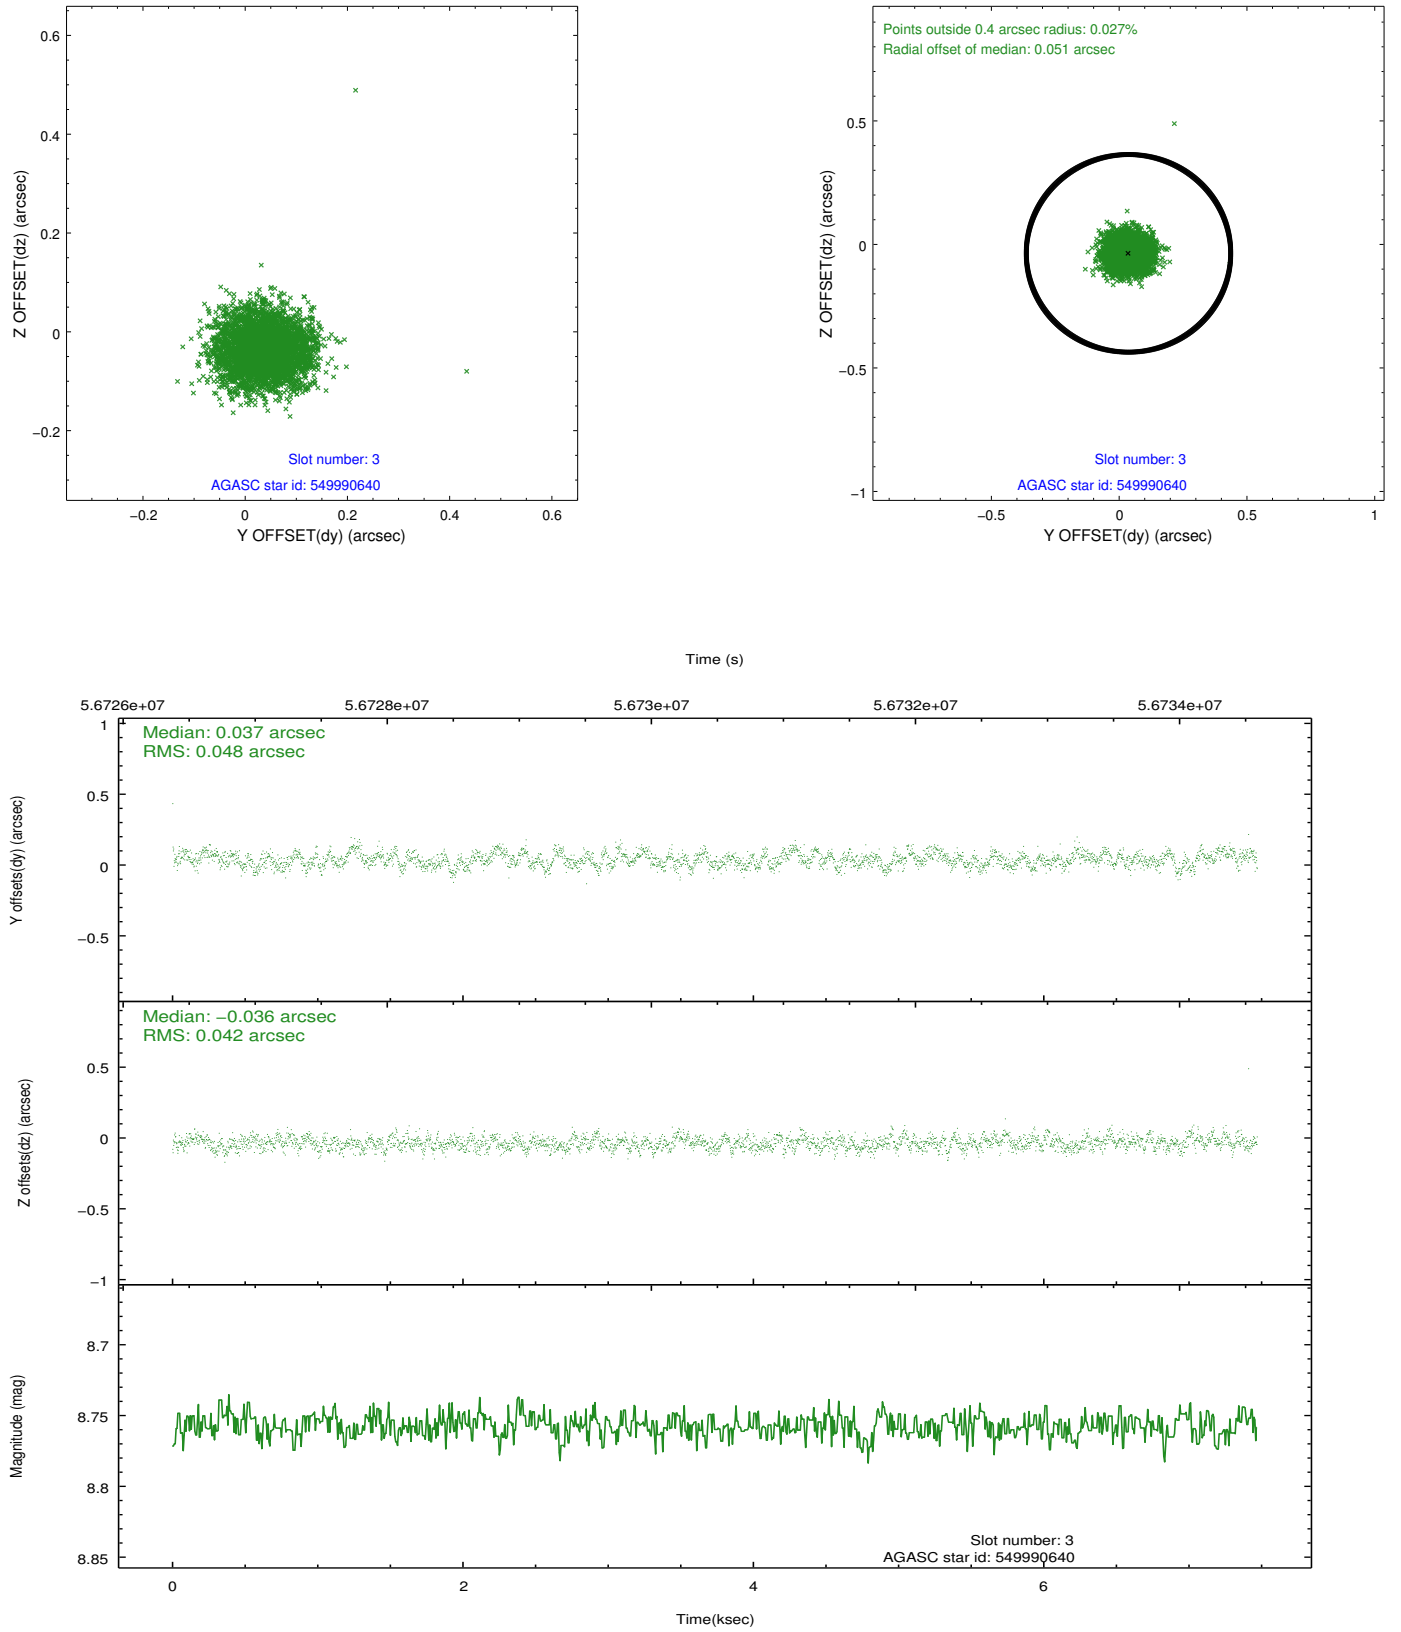 0.6
0.4
0.2
0
−0.2
Z OFFSET(dz) (arcsec)
Slot number: 3
AGASC star id: 549990640
−0.2 0 0.2 0.4 0.6
Y OFFSET(dy) (arcsec)
Points outside 0.4 arcsec radius: 0.027%
Radial offset of median: 0.051 arcsec
0.5
0
−0.5
−1
Z OFFSET(dz) (arcsec)
Slot number: 3
AGASC star id: 549990640
−0.5 0 0.5 1
Y OFFSET(dy) (arcsec)
Time (s)
5.6726e+07 5.6728e+07 5.673e+07 5.6732e+07 5.6734e+07
Median: 0.037 arcsec
RMS: 0.048 arcsec
1
0.5
0
−0.5
Y offsets(dy) (arcsec)
Median: −0.036 arcsec
RMS: 0.042 arcsec
0.5
0
−0.5
−1
Z offsets(dz) (arcsec)
8.7
8.75
8.8
8.85
Magnitude (mag)
Slot number: 3
AGASC star id: 549990640
0 2 4 6
Time(ksec)